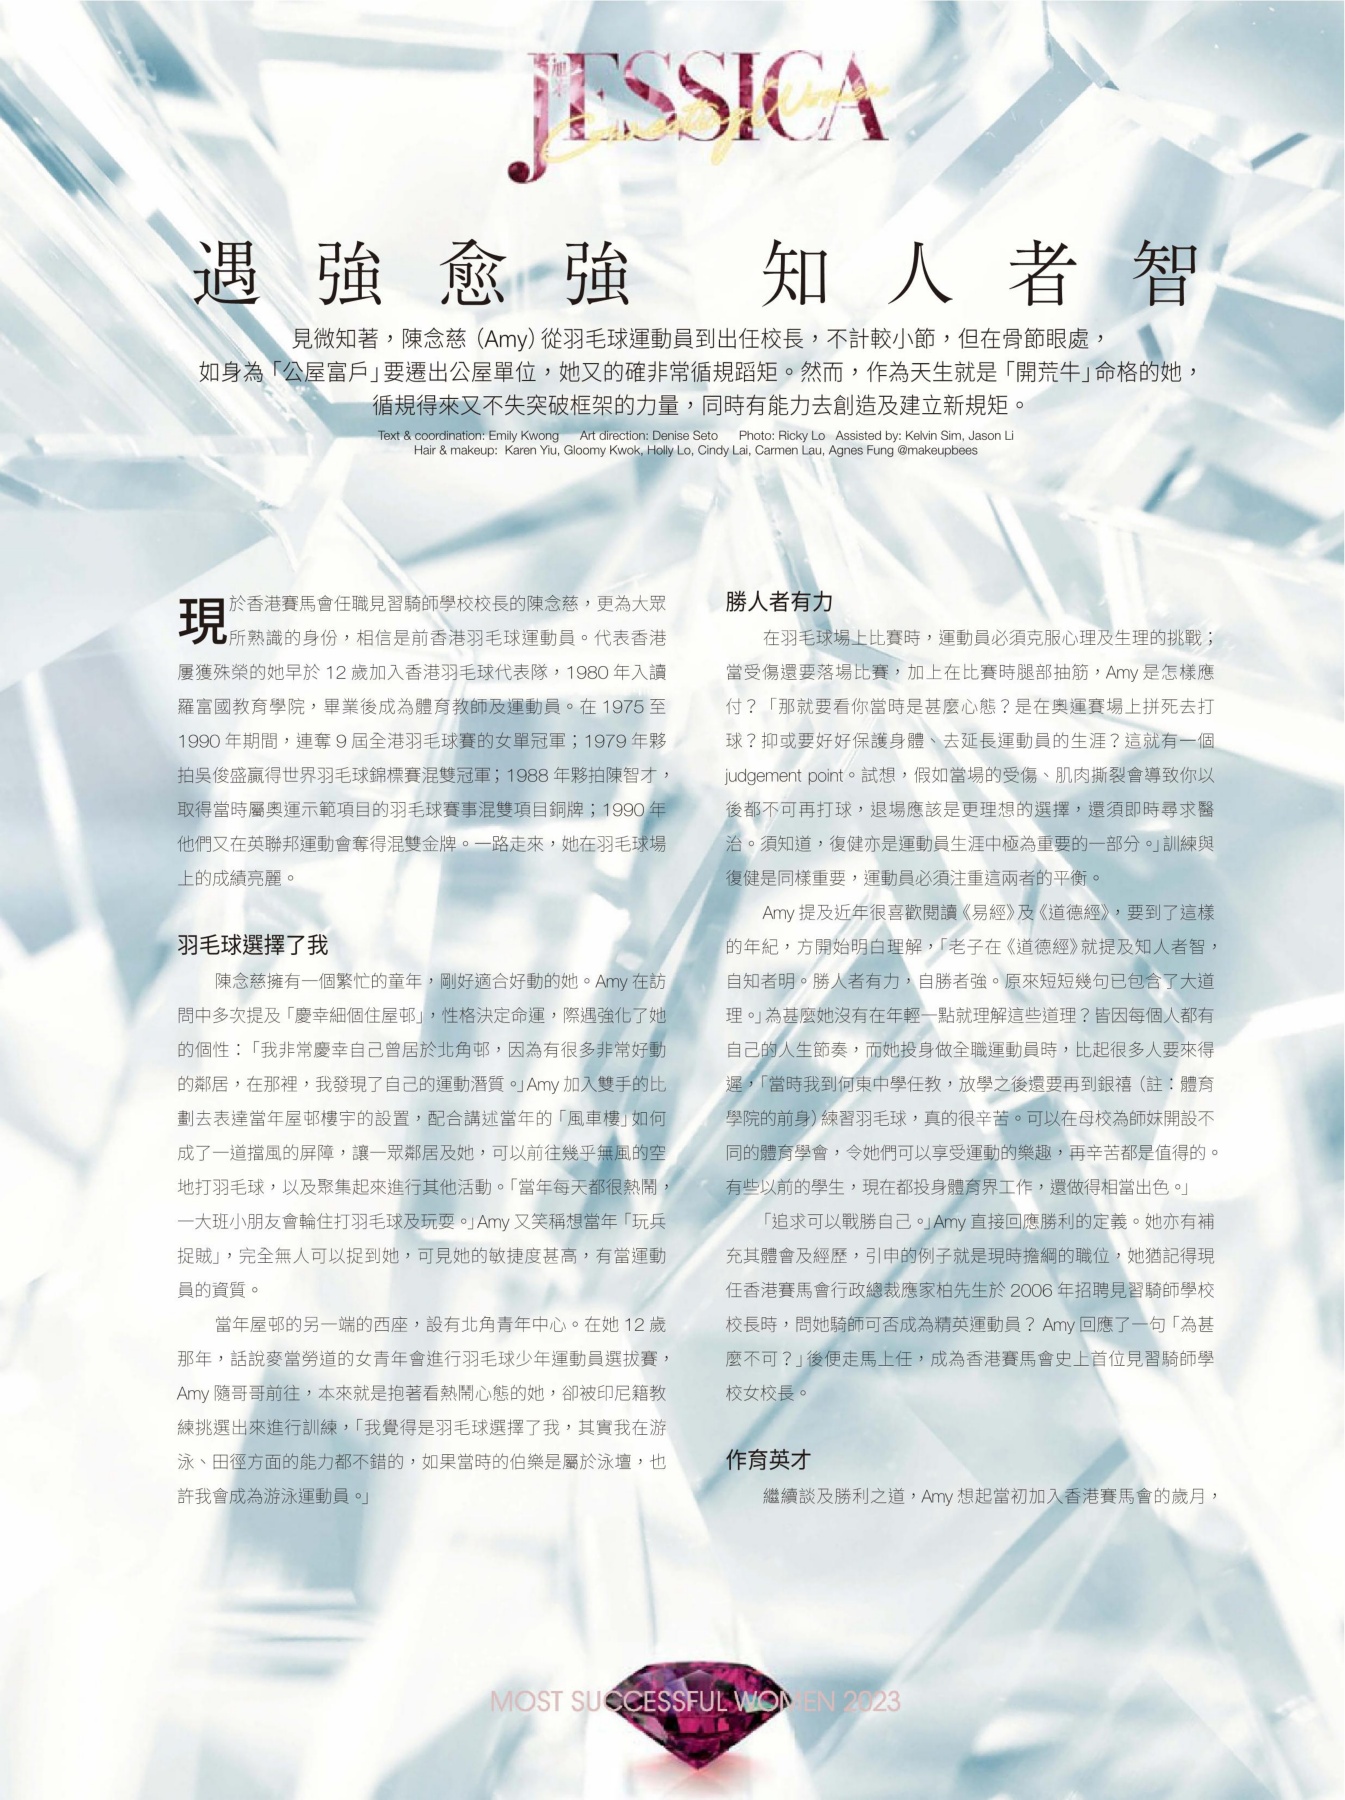 旭茉
JESSICA
Connecting Women
遇強愈強 知人者智
見微知著，陳念慈（Amy）從羽毛球運動員到出任校長，不計較小節，但在骨節眼處，
如身為「公屋富戶」要遷出公屋單位，她又的確非常循規蹈矩。然而，作為天生就是「開荒牛」命格的她，
循規得來又不失突破框架的力量，同時有能力去創造及建立新規矩。
Text & coordination: Emily Kwong Art direction: Denise Seto Photo: Ricky Lo Assisted by: Kelvin Sim, Jason Li
Hair & makeup: Karen Yiu, Gloomy Kwok, Holly Lo, Cindy Lai, Carmen Lau, Agnes Fung @makeupbees
現於香港賽馬會任職見習騎師學校校長的陳念慈，更為大眾
所熟識的身份，相信是前香港羽毛球運動員。代表香港
屢獲殊榮的她早於 12 歲加入香港羽毛球代表隊，1980 年入讀
羅富國教育學院，畢業後成為體育教師及運動員。在 1975 至
1990 年期間，連奪 9 屆全港羽毛球賽的女單冠軍；1979 年夥
拍吳俊盛贏得世界羽毛球錦標賽混雙冠軍；1988 年夥拍陳智才，
取得當時屬奧運示範項目的羽毛球賽事混雙項目銅牌；1990 年
他們又在英聯邦運動會奪得混雙金牌。一路走來，她在羽毛球場
上的成績亮麗。
羽毛球選擇了我
陳念慈擁有一個繁忙的童年，剛好適合好動的她。Amy 在訪
問中多次提及「慶幸細個住屋邨」，性格決定命運，際遇強化了她
的個性：「我非常慶幸自己曾居於北角邨，因為有很多非常好動
的鄰居，在那裡，我發現了自己的運動潛質。」Amy 加入雙手的比
劃去表達當年屋邨樓宇的設置，配合講述當年的「風車樓」如何
成了一道擋風的屏障，讓一眾鄰居及她，可以前往幾乎無風的空
地打羽毛球，以及聚集起來進行其他活動。「當年每天都很熱鬧，
一大班小朋友會輪住打羽毛球及玩耍。」Amy 又笑稱想當年「玩兵
捉賊」，完全無人可以捉到她，可見她的敏捷度甚高，有當運動
員的資質。
當年屋邨的另一端的西座，設有北角青年中心。在她 12 歲
那年，話說麥當勞道的女青年會進行羽毛球少年運動員選拔賽，
Amy 隨哥哥前往，本來就是抱著看熱鬧心態的她，卻被印尼籍教
練挑選出來進行訓練，「我覺得是羽毛球選擇了我，其實我在游
泳、田徑方面的能力都不錯的，如果當時的伯樂是屬於泳壇，也
許我會成為游泳運動員。」
勝人者有力
在羽毛球場上比賽時，運動員必須克服心理及生理的挑戰；
當受傷還要落場比賽，加上在比賽時腿部抽筋，Amy 是怎樣應
付？「那就要看你當時是甚麼心態？是在奧運賽場上拼死去打
球？抑或要好好保護身體、去延長運動員的生涯？這就有一個
judgement point。試想，假如當場的受傷、肌肉撕裂會導致你以
後都不可再打球，退場應該是更理想的選擇，還須即時尋求醫
治。須知道，復健亦是運動員生涯中極為重要的一部分。」訓練與
復健是同樣重要，運動員必須注重這兩者的平衡。
Amy 提及近年很喜歡閱讀《易經》及《道德經》，要到了這樣
的年紀，方開始明白理解，「老子在《道德經》就提及知人者智，
自知者明。勝人者有力，自勝者強。原來短短幾句已包含了大道
理。」為甚麼她沒有在年輕一點就理解這些道理？皆因每個人都有
自己的人生節奏，而她投身做全職運動員時，比起很多人要來得
遲，「當時我到何東中學任教，放學之後還要再到銀禧（註：體育
學院的前身）練習羽毛球，真的很辛苦。可以在母校為師妹開設不
同的體育學會，令她們可以享受運動的樂趣，再辛苦都是值得的。
有些以前的學生，現在都投身體育界工作，還做得相當出色。」
「追求可以戰勝自己。」Amy 直接回應勝利的定義。她亦有補
充其體會及經歷，引申的例子就是現時擔綱的職位，她猶記得現
任香港賽馬會行政總裁應家柏先生於 2006 年招聘見習騎師學校
校長時，問她騎師可否成為精英運動員？ Amy 回應了一句「為甚
麼不可？」後便走馬上任，成為香港賽馬會史上首位見習騎師學
校女校長。
作育英才
繼續談及勝利之道，Amy 想起當初加入香港賽馬會的歲月，
MOST SUCCESSFUL WOMEN 2023